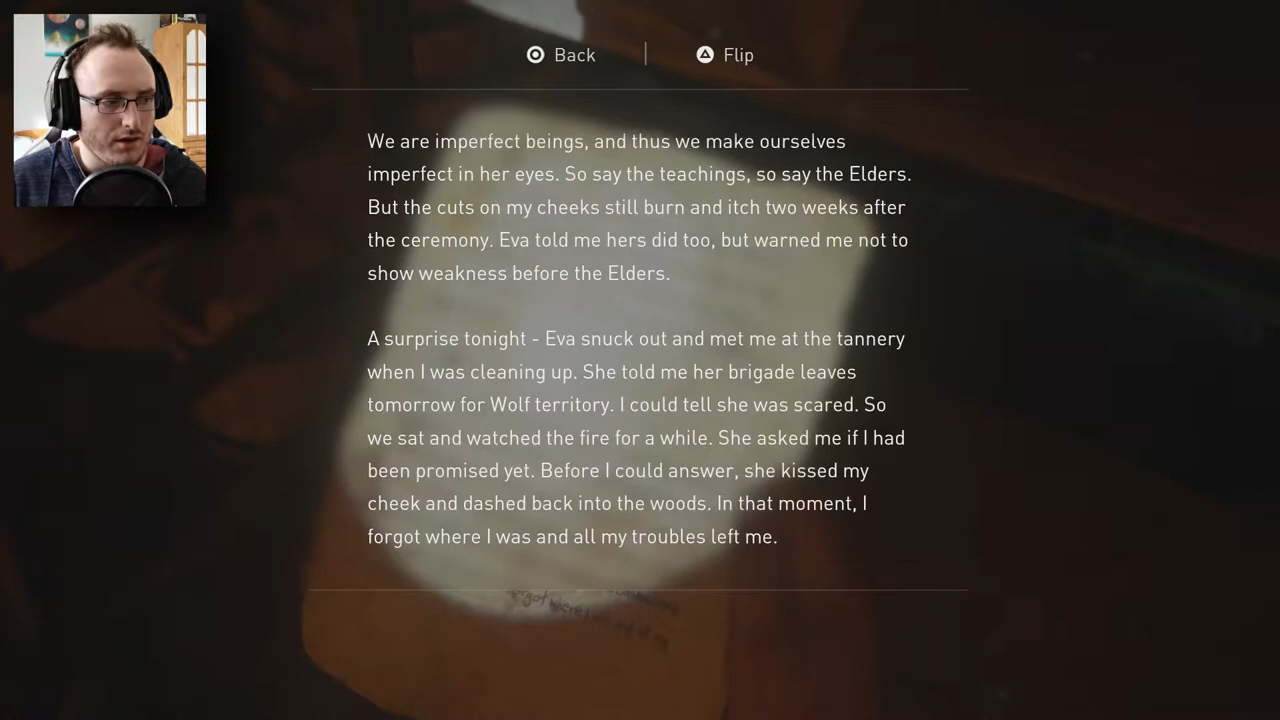 Back | Flip
We are imperfect beings, and thus we make ourselves
imperfect in her eyes. So say the teachings, so say the Elders.
But the cuts on my cheeks still burn and itch two weeks after
the ceremony. Eva told me hers did too, but warned me not to
show weakness before the Elders.
A surprise tonight - Eva snuck out and met me at the tannery
when I was cleaning up. She told me her brigade leaves
tomorrow for Wolf territory. I could tell she was scared. So
we sat and watched the fire for a while. She asked me if I had
been promised yet. Before I could answer, she kissed my
cheek and dashed back into the woods. In that moment, I
forgot where I was and all my troubles left me.
forgot where I was and all my